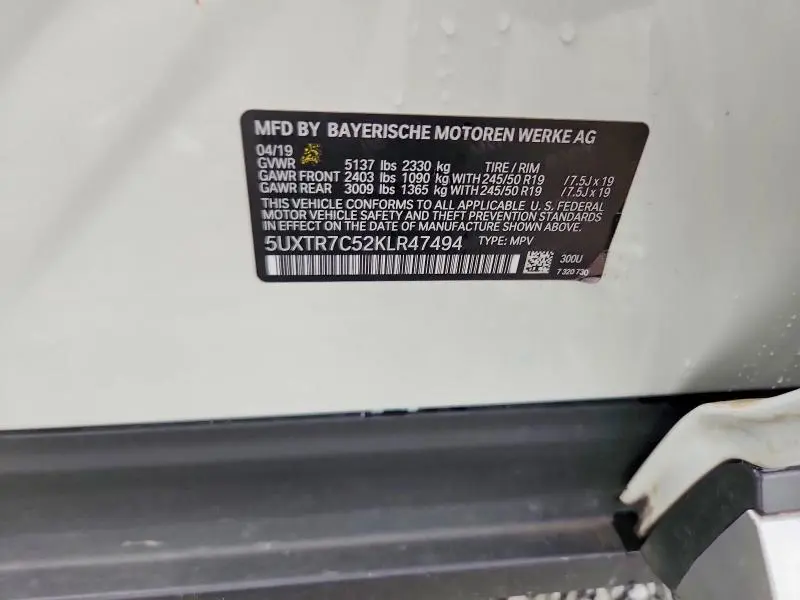 MFD BY BAYERISCHE MOTOREN WERKE AG
04/19
GVWR 5137 lbs 2330 kg TIRE / RIM
GAWR FRONT 2403 lbs 1090 kg WITH 245/50 R19 / 7.5J x 19
GAWR REAR 3009 lbs 1365 kg WITH 245/50 R19 / 7.5J x 19
THIS VEHICLE CONFORMS TO ALL APPLICABLE U.S. FEDERAL
MOTOR VEHICLE SAFETY AND THEFT PREVENTION STANDARDS
IN EFFECT ON THE DATE OF MANUFACTURE SHOWN ABOVE.
5UXTR7C52KLR47494 TYPE: MPV
300U
7 320 730